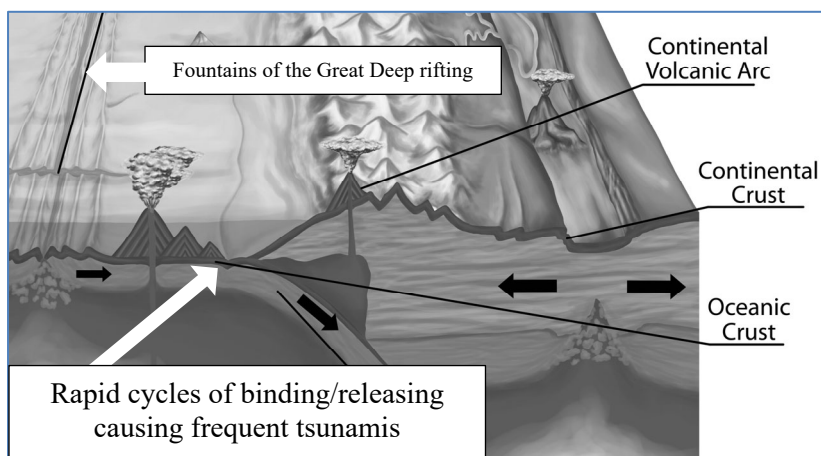 Fountains of the Great Deep rifting
Continental
Volcanic Arc
Continental
Crust
Oceanic
Crust
Rapid cycles of binding/releasing
causing frequent tsunamis